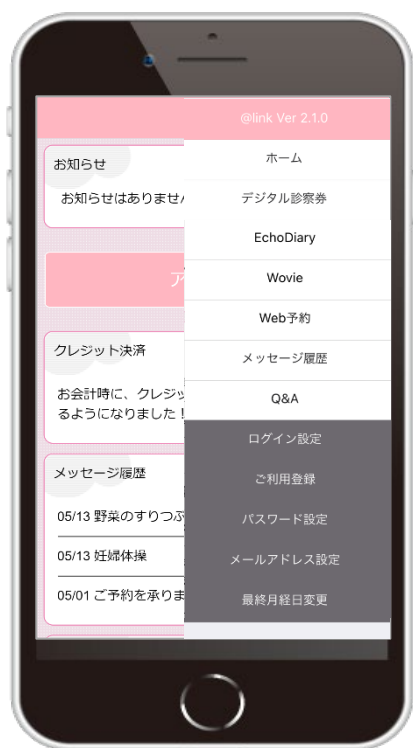 お知らせ
お知らせはありませ
ア
クレジット決済
お会計時に、クレジッ
るようになりました！
メッセージ履歴
05/13 野菜のすりつぶ
05/13 妊婦体操
05/01 ご予約を承りま
@link Ver 2.1.0
ホーム
デジタル診察券
EchoDiary
Wovie
Web予約
メッセージ履歴
Q&A
ログイン設定
ご利用登録
パスワード設定
メールアドレス設定
最終月経日変更